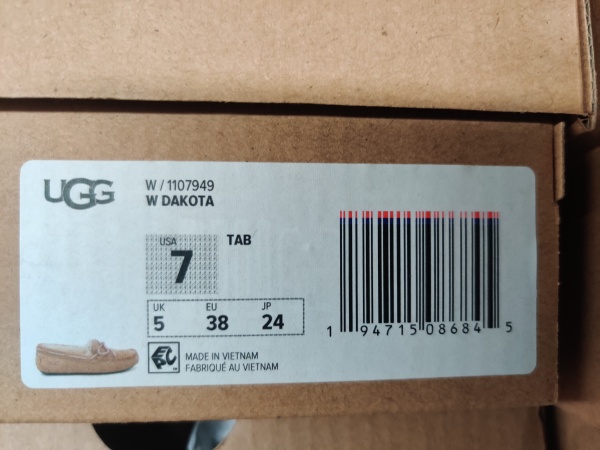 UGG
W / 1107949
W DAKOTA
USA
7
TAB
UK EU JP
5 38 24
MADE IN VIETNAM
FABRIQUÉ AU VIETNAM
1 94715 08684 5